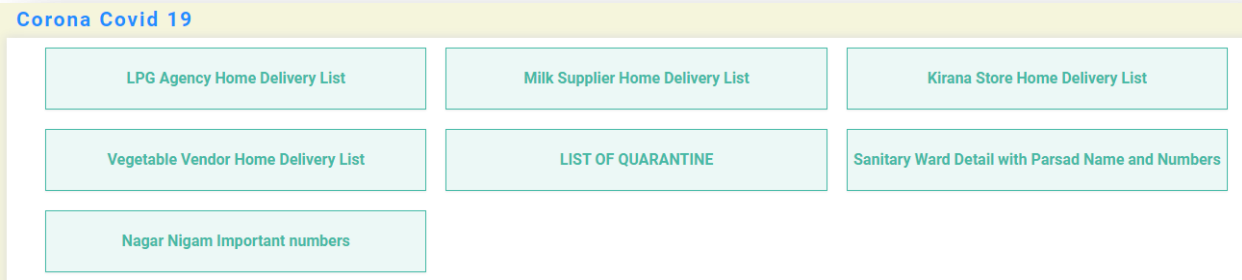 Corona Covid 19
LPG Agency Home Delivery List
Milk Supplier Home Delivery List
Kirana Store Home Delivery List
Vegetable Vendor Home Delivery List
LIST OF QUARANTINE
Sanitary Ward Detail with Parsad Name and Numbers
Nagar Nigam Important numbers